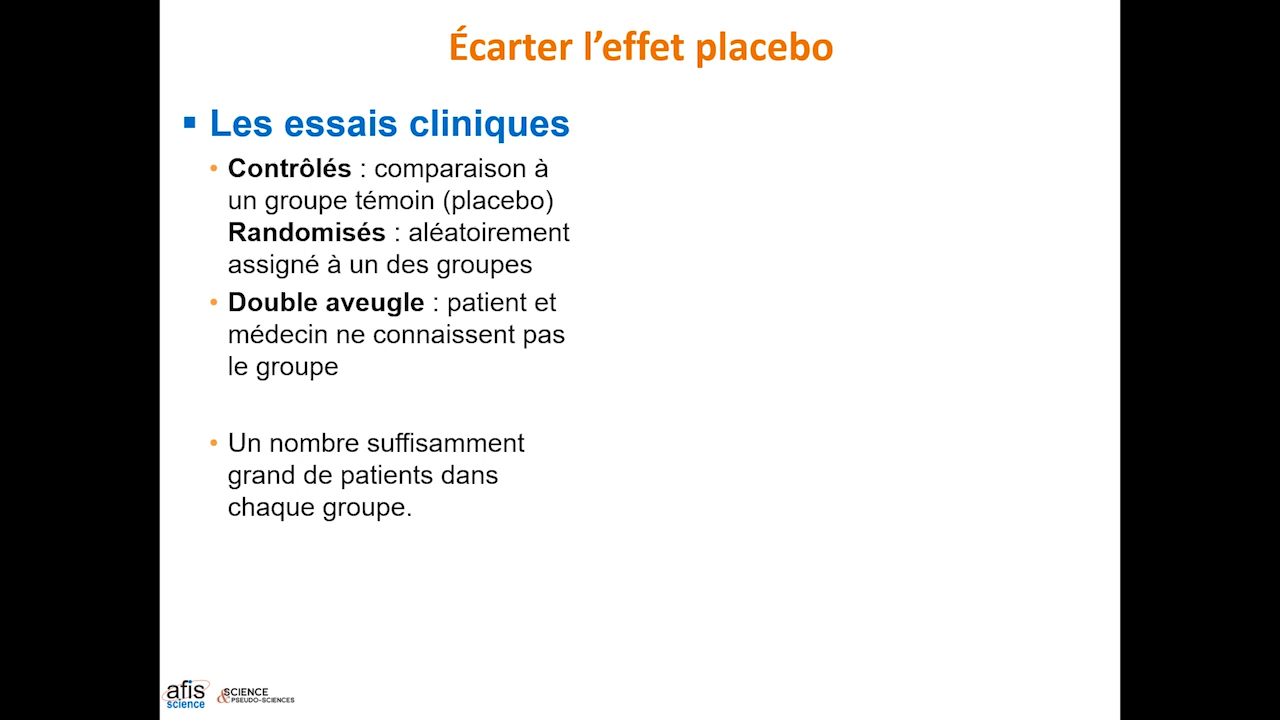 Écarter l’effet placebo
▪ Les essais cliniques
• Contrôlés : comparaison à
un groupe témoin (placebo)
Randomisés : aléatoirement
assigné à un des groupes
• Double aveugle : patient et
médecin ne connaissent pas
le groupe
• Un nombre suffisamment
grand de patients dans
chaque groupe.
afis
science
SCIENCE
& PSEUDO-SCIENCES